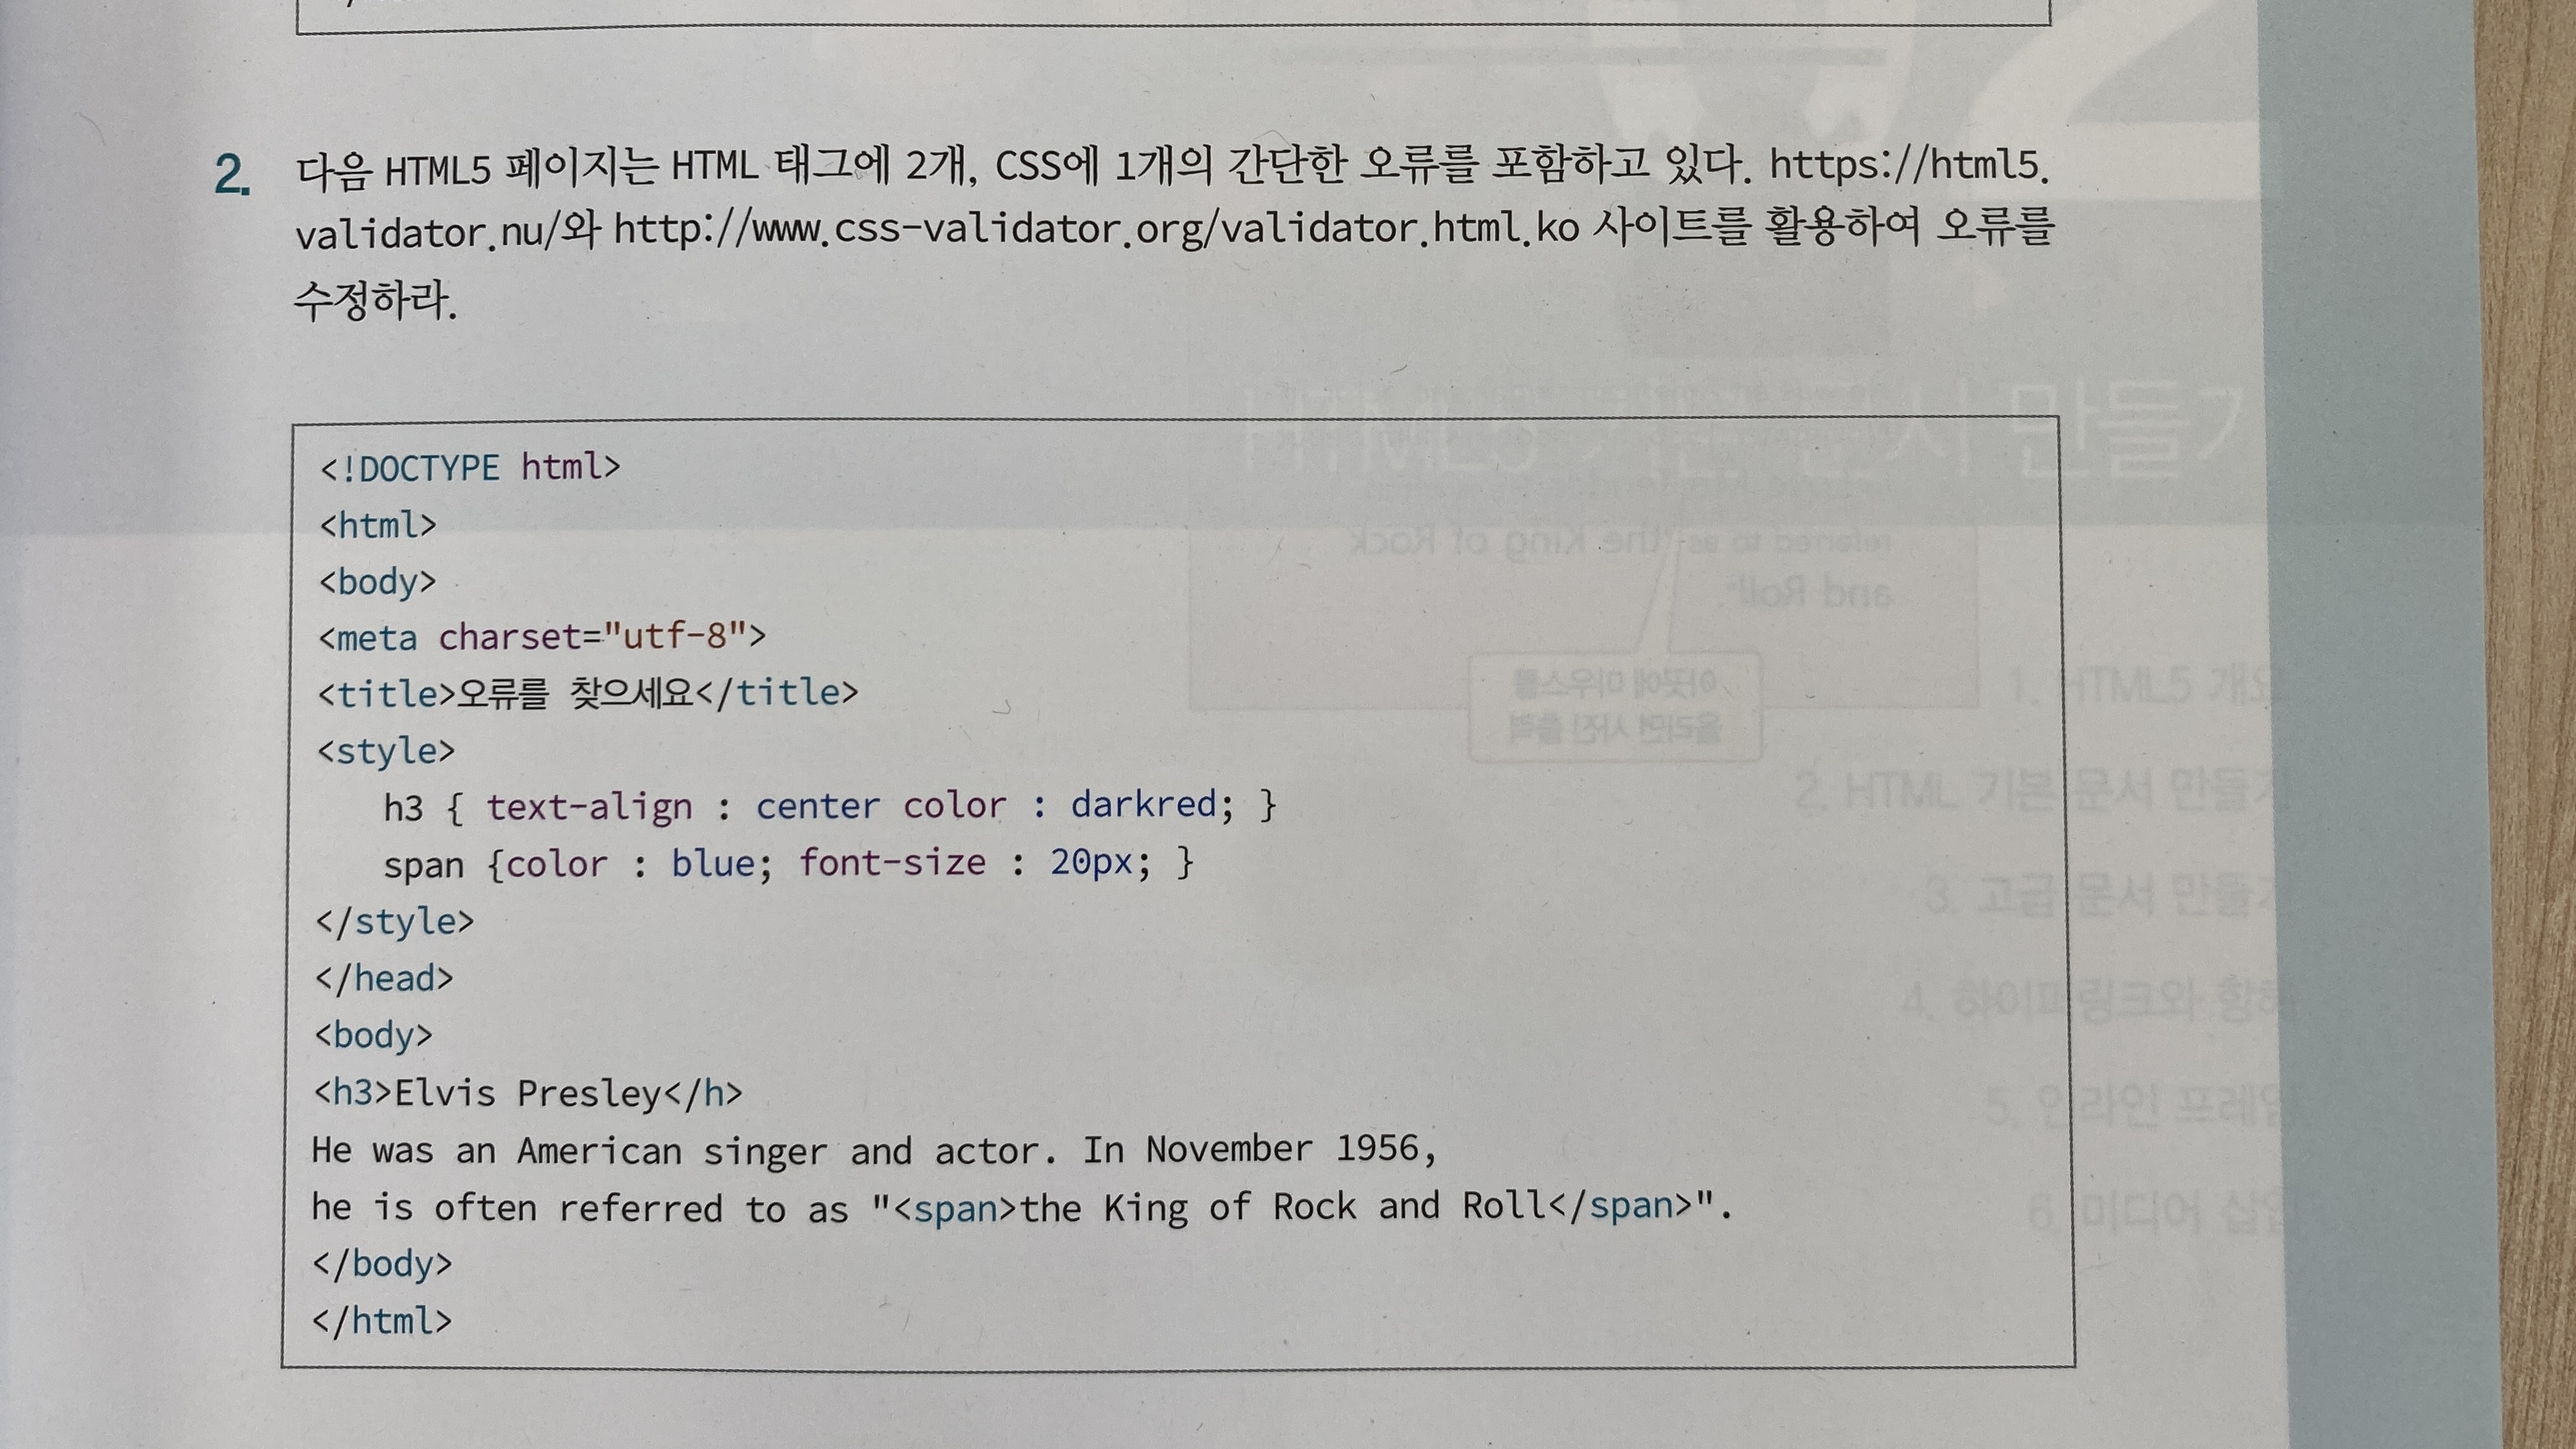 2. 다음 HTML5 페이지는 HTML 태그에 2개, CSS에 1개의 간단한 오류를 포함하고 있다. https://html5.
validator.nu/와 http://www.css-validator.org/validator.html.ko 사이트를 활용하여 오류를
수정하라.
<!DOCTYPE html>
<html>
<body>
<meta charset="utf-8">
<title>오류를 찾으세요</title>
<style>
h3 { text-align : center color : darkred; }
span {color : blue; font-size : 20px; }
</style>
</head>
<body>
<h3>Elvis Presley</h>
He was an American singer and actor. In November 1956,
he is often referred to as "<span>the King of Rock and Roll</span>".
</body>
</html>